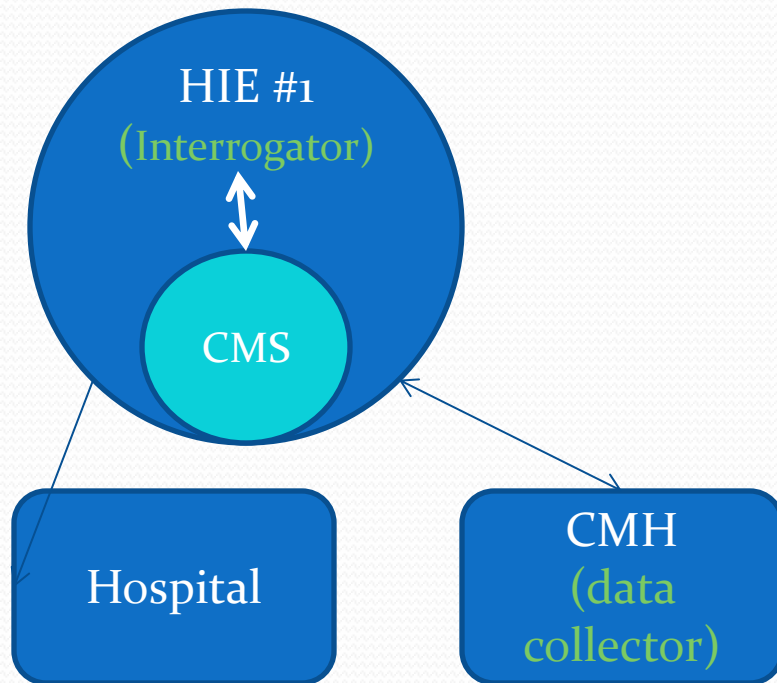 HIE #1
(Interrogator)
CMS
Hospital
CMH
(data
collector)